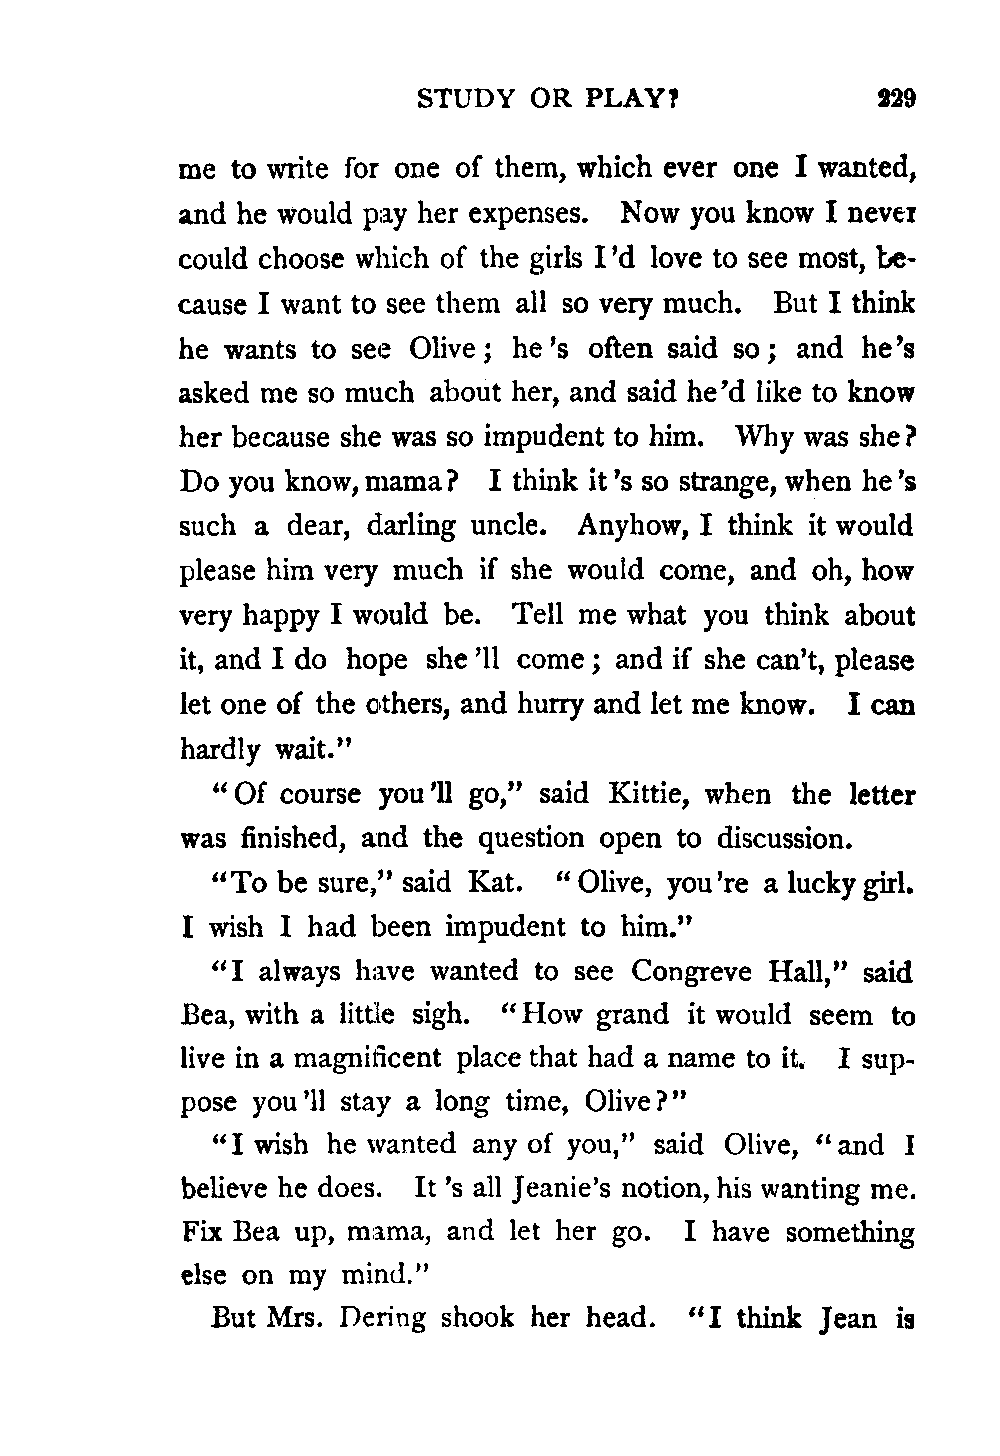 STUDY OR PLAY? 229
me to write for one of them, which ever one I wanted,
and he would pay her expenses. Now you know I never
could choose which of the girls I'd love to see most, be-
cause I want to see them all so very much. But I think
he wants to see Olive; he's often said so; and he's
asked me so much about her, and said he'd like to know
her because she was so impudent to him. Why was she?
Do you know, mama? I think it's so strange, when he's
such a dear, darling uncle. Anyhow, I think it would
please him very much if she would come, and oh, how
very happy I would be. Tell me what you think about
it, and I do hope she'll come; and if she can't, please
let one of the others, and hurry and let me know. I can
hardly wait."
"Of course you'll go," said Kittie, when the letter
was finished, and the question open to discussion.
"To be sure," said Kat. "Olive, you're a lucky girl.
I wish I had been impudent to him."
"I always have wanted to see Congreve Hall," said
Bea, with a little sigh. "How grand it would seem to
live in a magnificent place that had a name to it. I sup-
pose you'll stay a long time, Olive?"
"I wish he wanted any of you," said Olive, "and I
believe he does. It's all Jeanie's notion, his wanting me.
Fix Bea up, mama, and let her go. I have something
else on my mind."
But Mrs. Dering shook her head. "I think Jean is